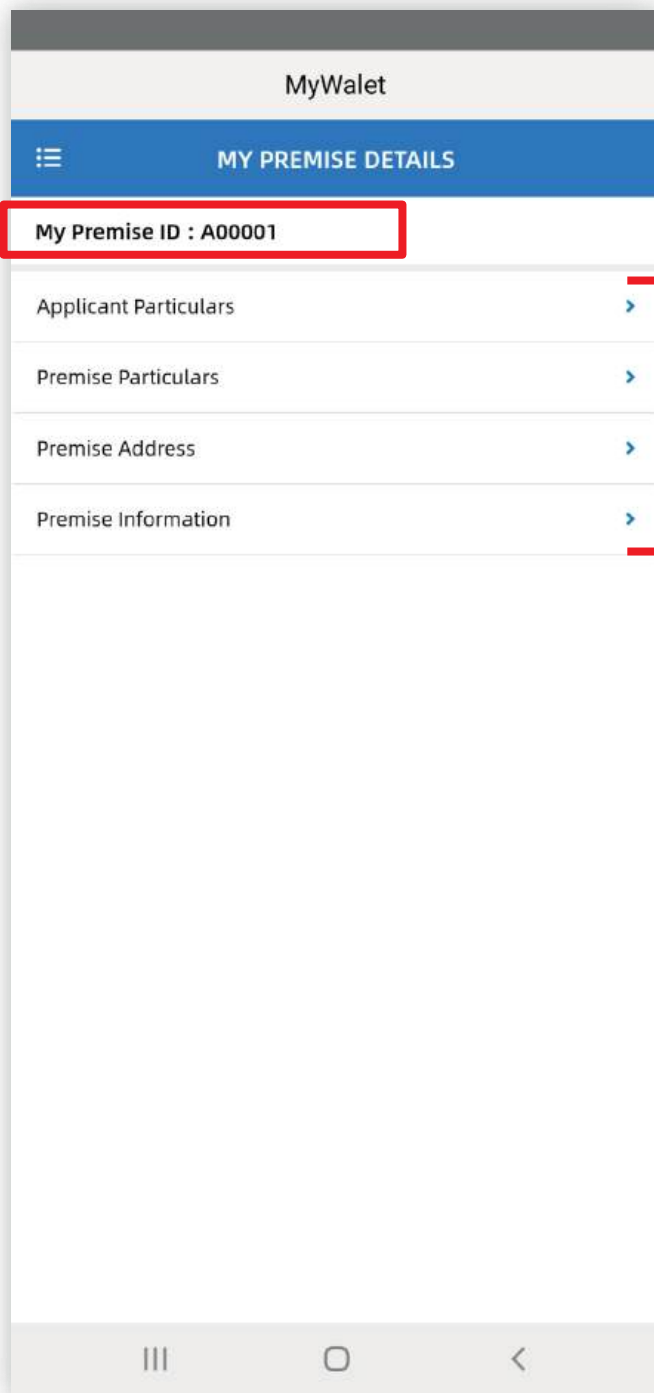 MyWalet
MY PREMISE DETAILS
My Premise ID : A00001
Applicant Particulars
Premise Particulars
Premise Address
Premise Information